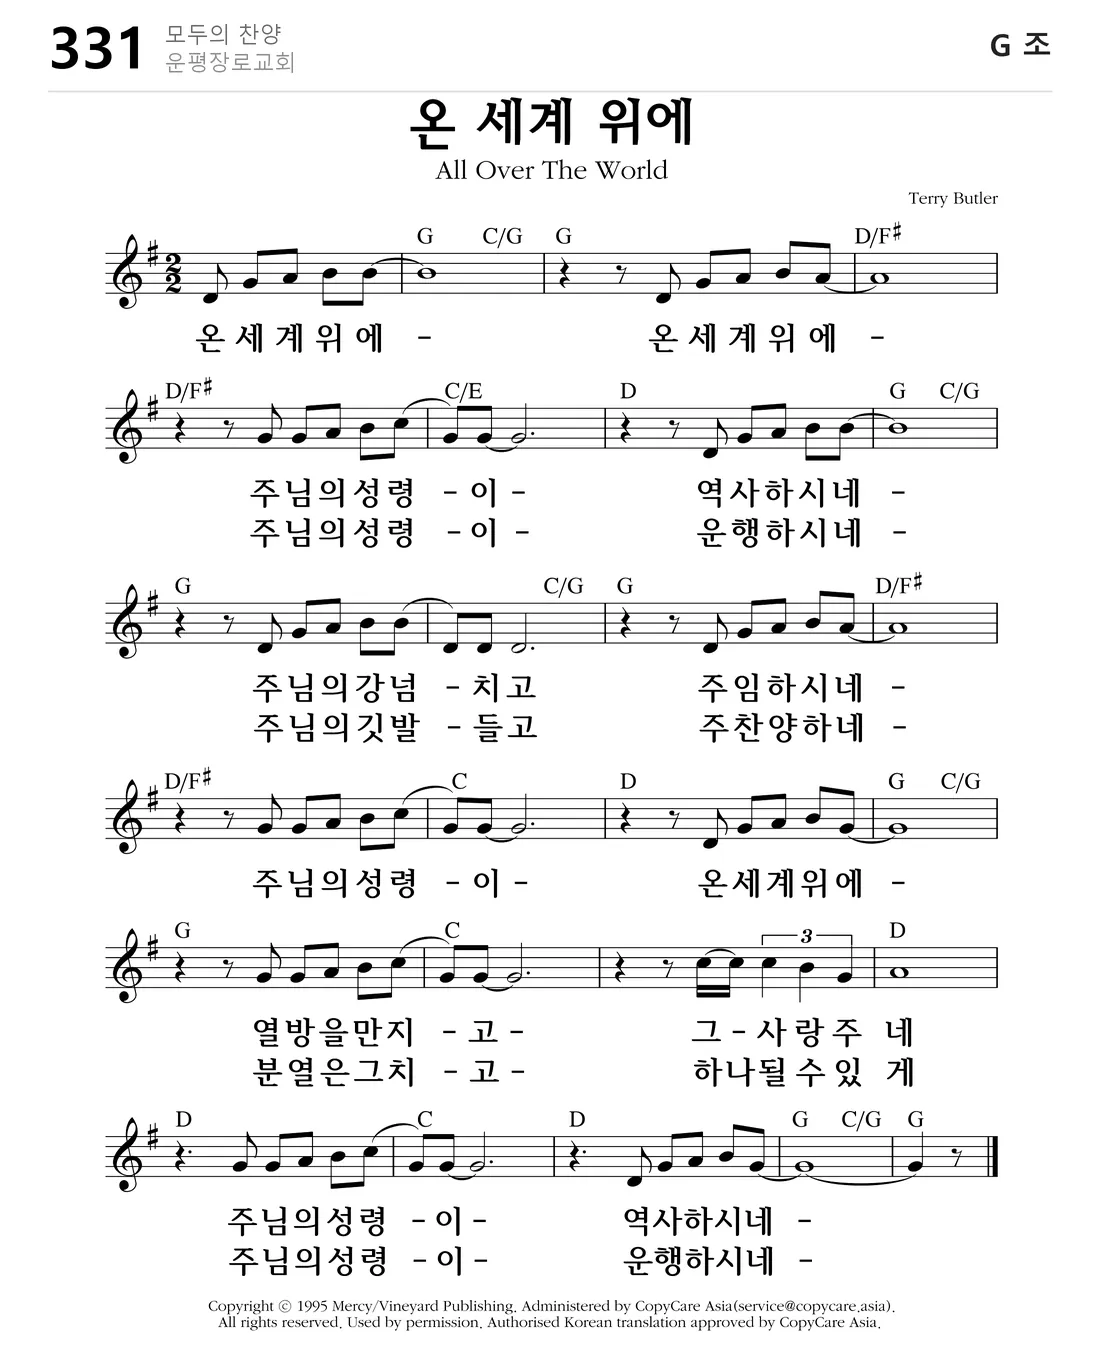 331 모두의 찬양
운평장로교회
G 조
온 세계 위에
All Over The World
Terry Butler
G C/G G D/F♯
2
2
온 세 계 위 에 - 온 세 계 위 에 -
D/F♯ C/E D G C/G
주님의성령 - 이 - 역사하시네 -
주님의성령 - 이 - 운행하시네 -
G C/G G D/F♯
주님의강넘 - 치고 주임하시네 -
주님의깃발 - 들고 주찬양하네 -
D/F♯ C D G C/G
주님의성령 - 이 - 온세계위에 -
G C 3 D
열방을만지 - 고 - 그 - 사 랑 주 네
분열은그치 - 고 - 하나될 수 있 게
D C D G C/G G
주님의성령 - 이 - 역사하시네 -
주님의성령 - 이 - 운행하시네 -
Copyright ⓒ 1995 Mercy/Vineyard Publishing. Administered by CopyCare Asia(service@copycare.asia).
All rights reserved. Used by permission. Authorised Korean translation approved by CopyCare Asia.